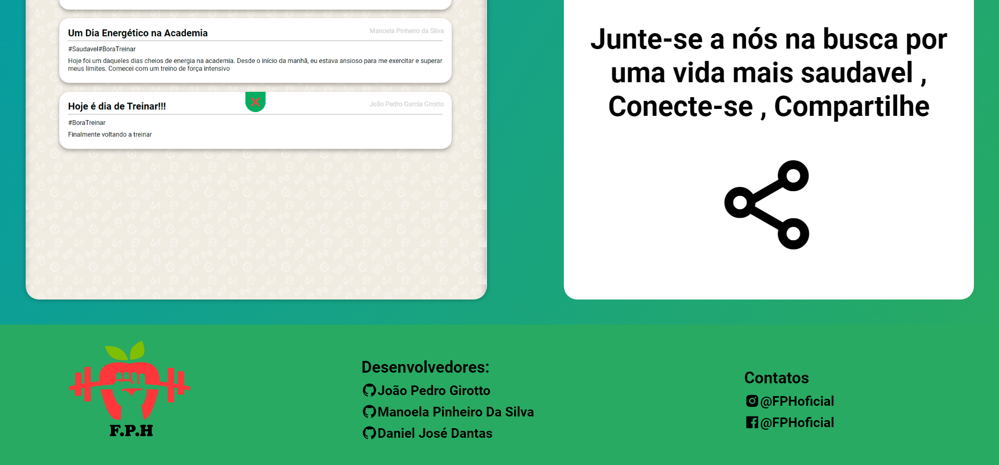 Um Dia Energético na Academia
Manoela Pinheiro da Silva
#Saudavel#BoraTreinar
Hoje foi um daqueles dias cheios de energia na academia. Desde o início da manhã, eu estava ansioso para me exercitar e superar
meus limites. Comecei com um treino de força intensivo
Hoje é dia de Treinar!!!
João Pedro Garcia Girotto
#BoraTreinar
Finalmente voltando a treinar
Junte-se a nós na busca por
uma vida mais saudavel ,
Conecte-se , Compartilhe
F.P.H
Desenvolvedores:
João Pedro Girotto
Manoela Pinheiro Da Silva
Daniel José Dantas
Contatos
@FPHoficial
@FPHoficial